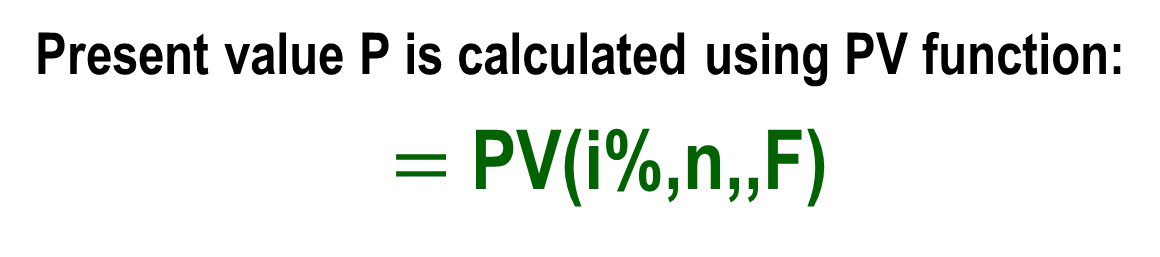 Present value P is calculated using PV function:
= PV(i%,n,,F)